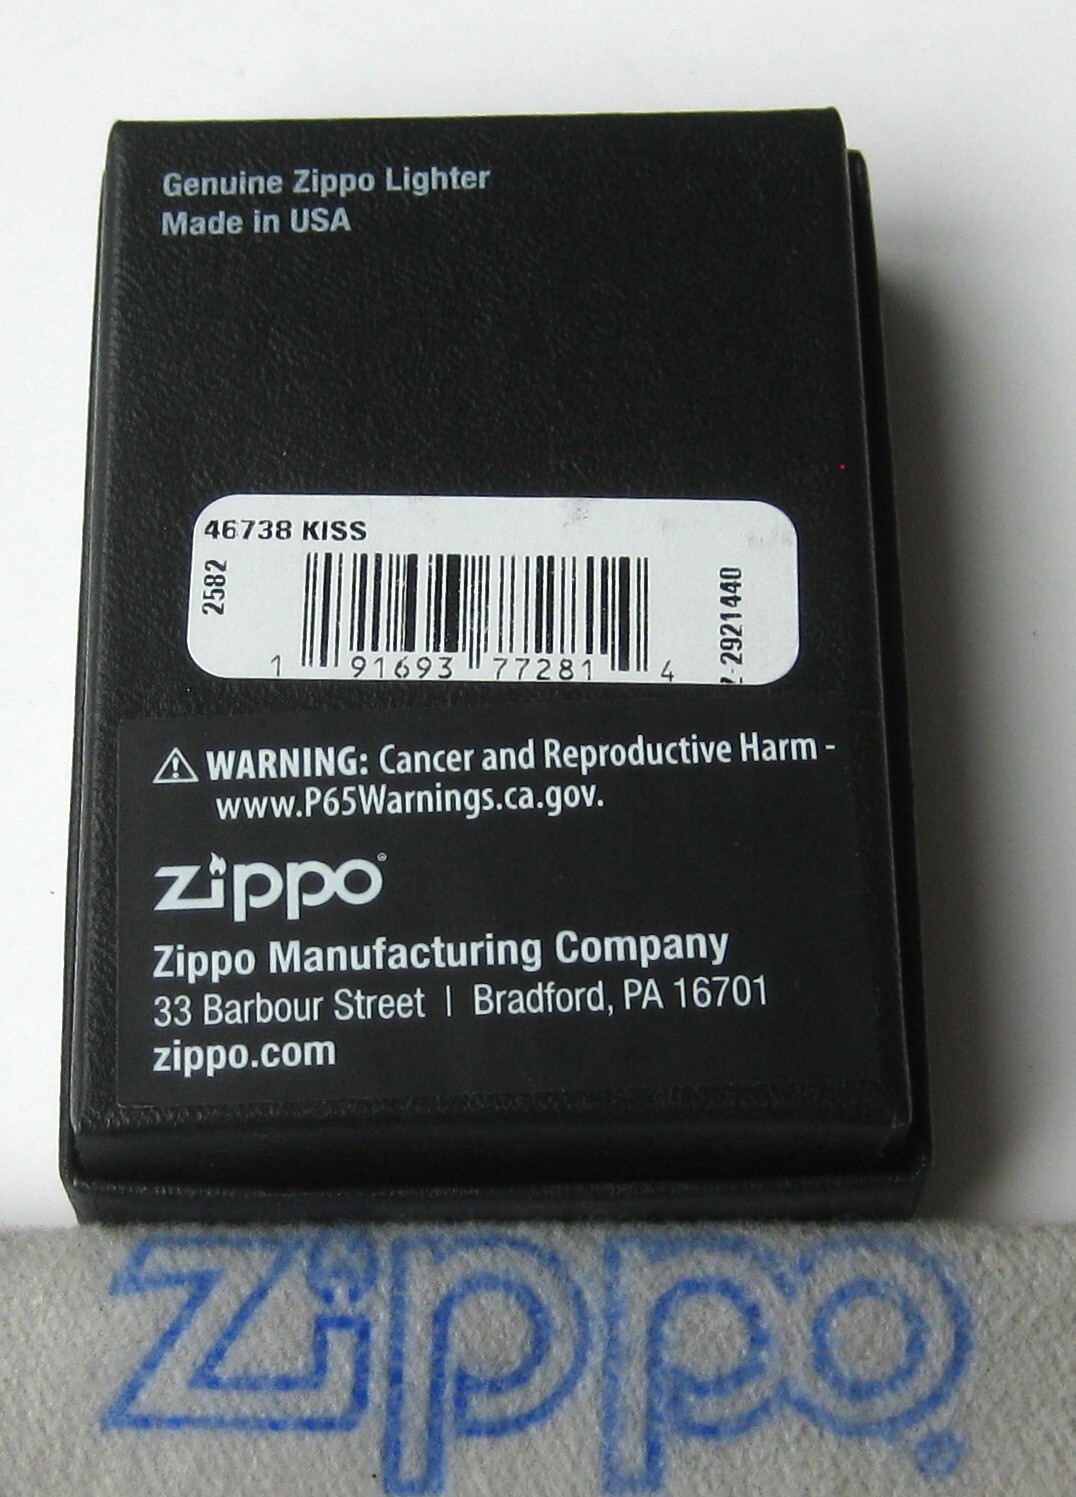 Genuine Zippo Lighter
Made in USA
46738 KISS
2582
2921440
1 91693 77281 4
WARNING: Cancer and Reproductive Harm -
www.P65Warnings.ca.gov.
zippo®
Zippo Manufacturing Company
33 Barbour Street | Bradford, PA 16701
zippo.com
zippo®